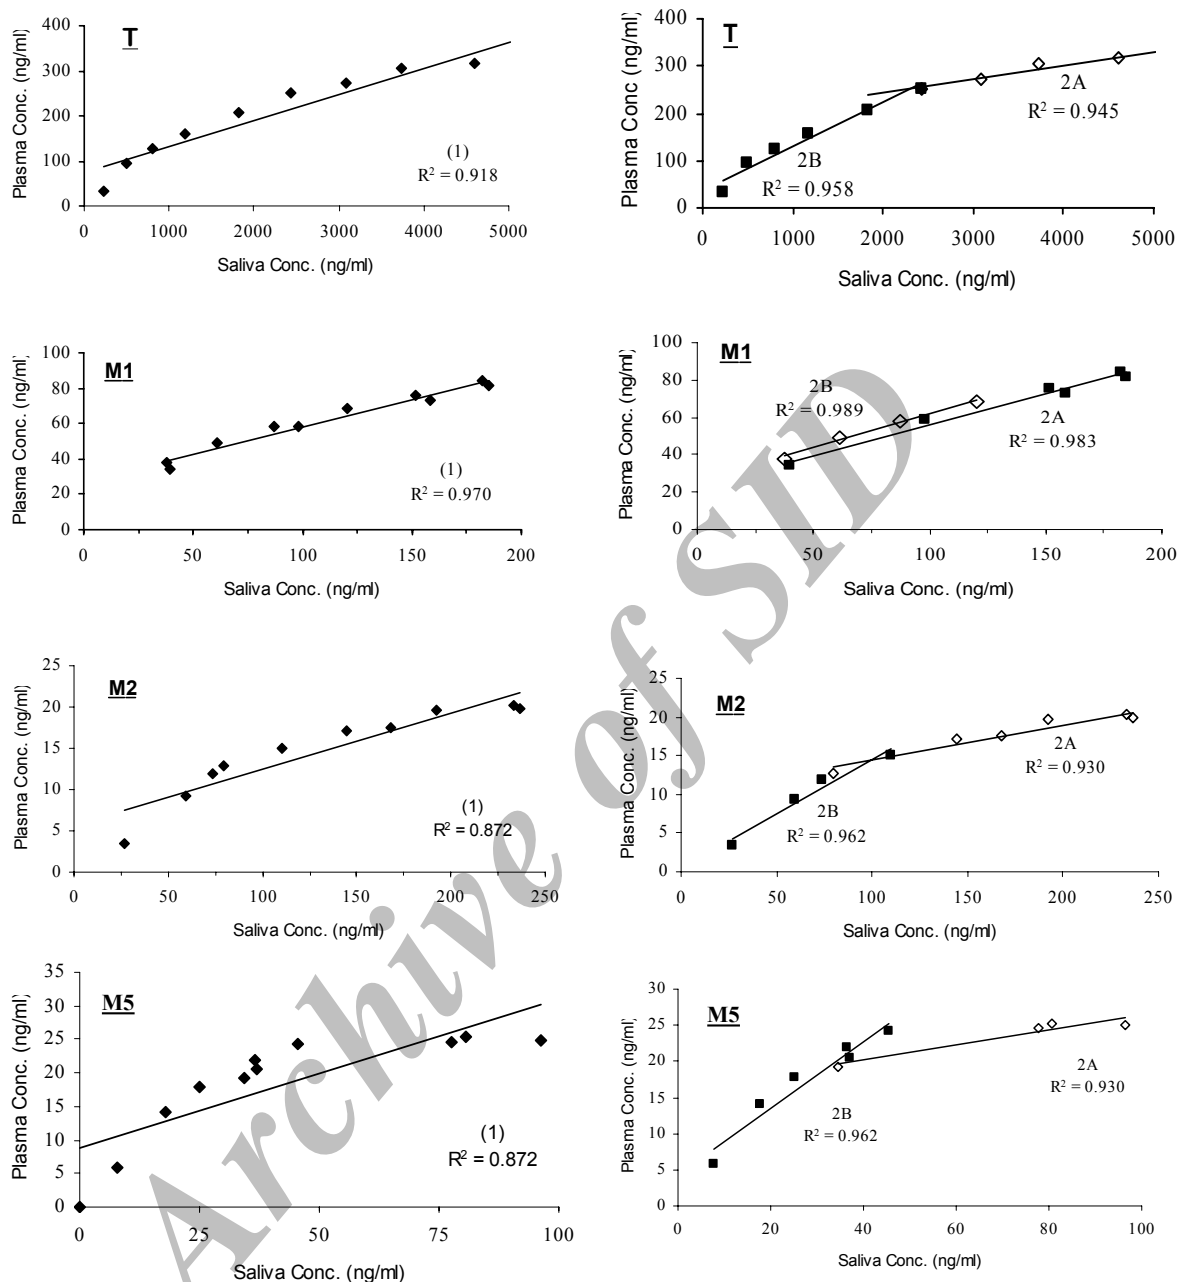 T
Plasma Conc. (ng/ml)
400
300
200
100
0
(1)
R² = 0.918
0 1000 2000 3000 4000 5000
Saliva Conc. (ng/ml)
T
Plasma Conc (ng/ml)
400
300
200
100
0
2A
R² = 0.945
2B
R² = 0.958
0 1000 2000 3000 4000 5000
Saliva Conc. (ng/ml)
M1
Plasma Conc. (ng/ml)
100
80
60
40
20
0
(1)
R² = 0.970
0 50 100 150 200
Saliva Conc. (ng/ml)
M1
Plasma Conc. (ng/ml)
100
80
60
40
20
0
2B
R² = 0.989
2A
R² = 0.983
0 50 100 150 200
Saliva Conc. (ng/ml)
M2
Plasma Conc. (ng/ml)
25
20
15
10
5
0
(1)
R² = 0.872
0 50 100 150 200 250
Saliva Conc. (ng/ml)
M2
Plasma Conc. (ng/ml)
25
20
15
10
5
0
2A
R² = 0.930
2B
R² = 0.962
0 50 100 150 200 250
Saliva Conc. (ng/ml)
M5
Plasma Conc. (ng/ml)
35
30
25
20
15
10
5
0
(1)
R² = 0.872
0 25 50 75 100
Saliva Conc. (ng/ml)
M5
Plasma Conc. (ng/ml)
30
25
20
15
10
5
0
2A
R² = 0.930
2B
R² = 0.962
0 20 40 60 80 100
Saliva Conc. (ng/ml)
Archive of SID